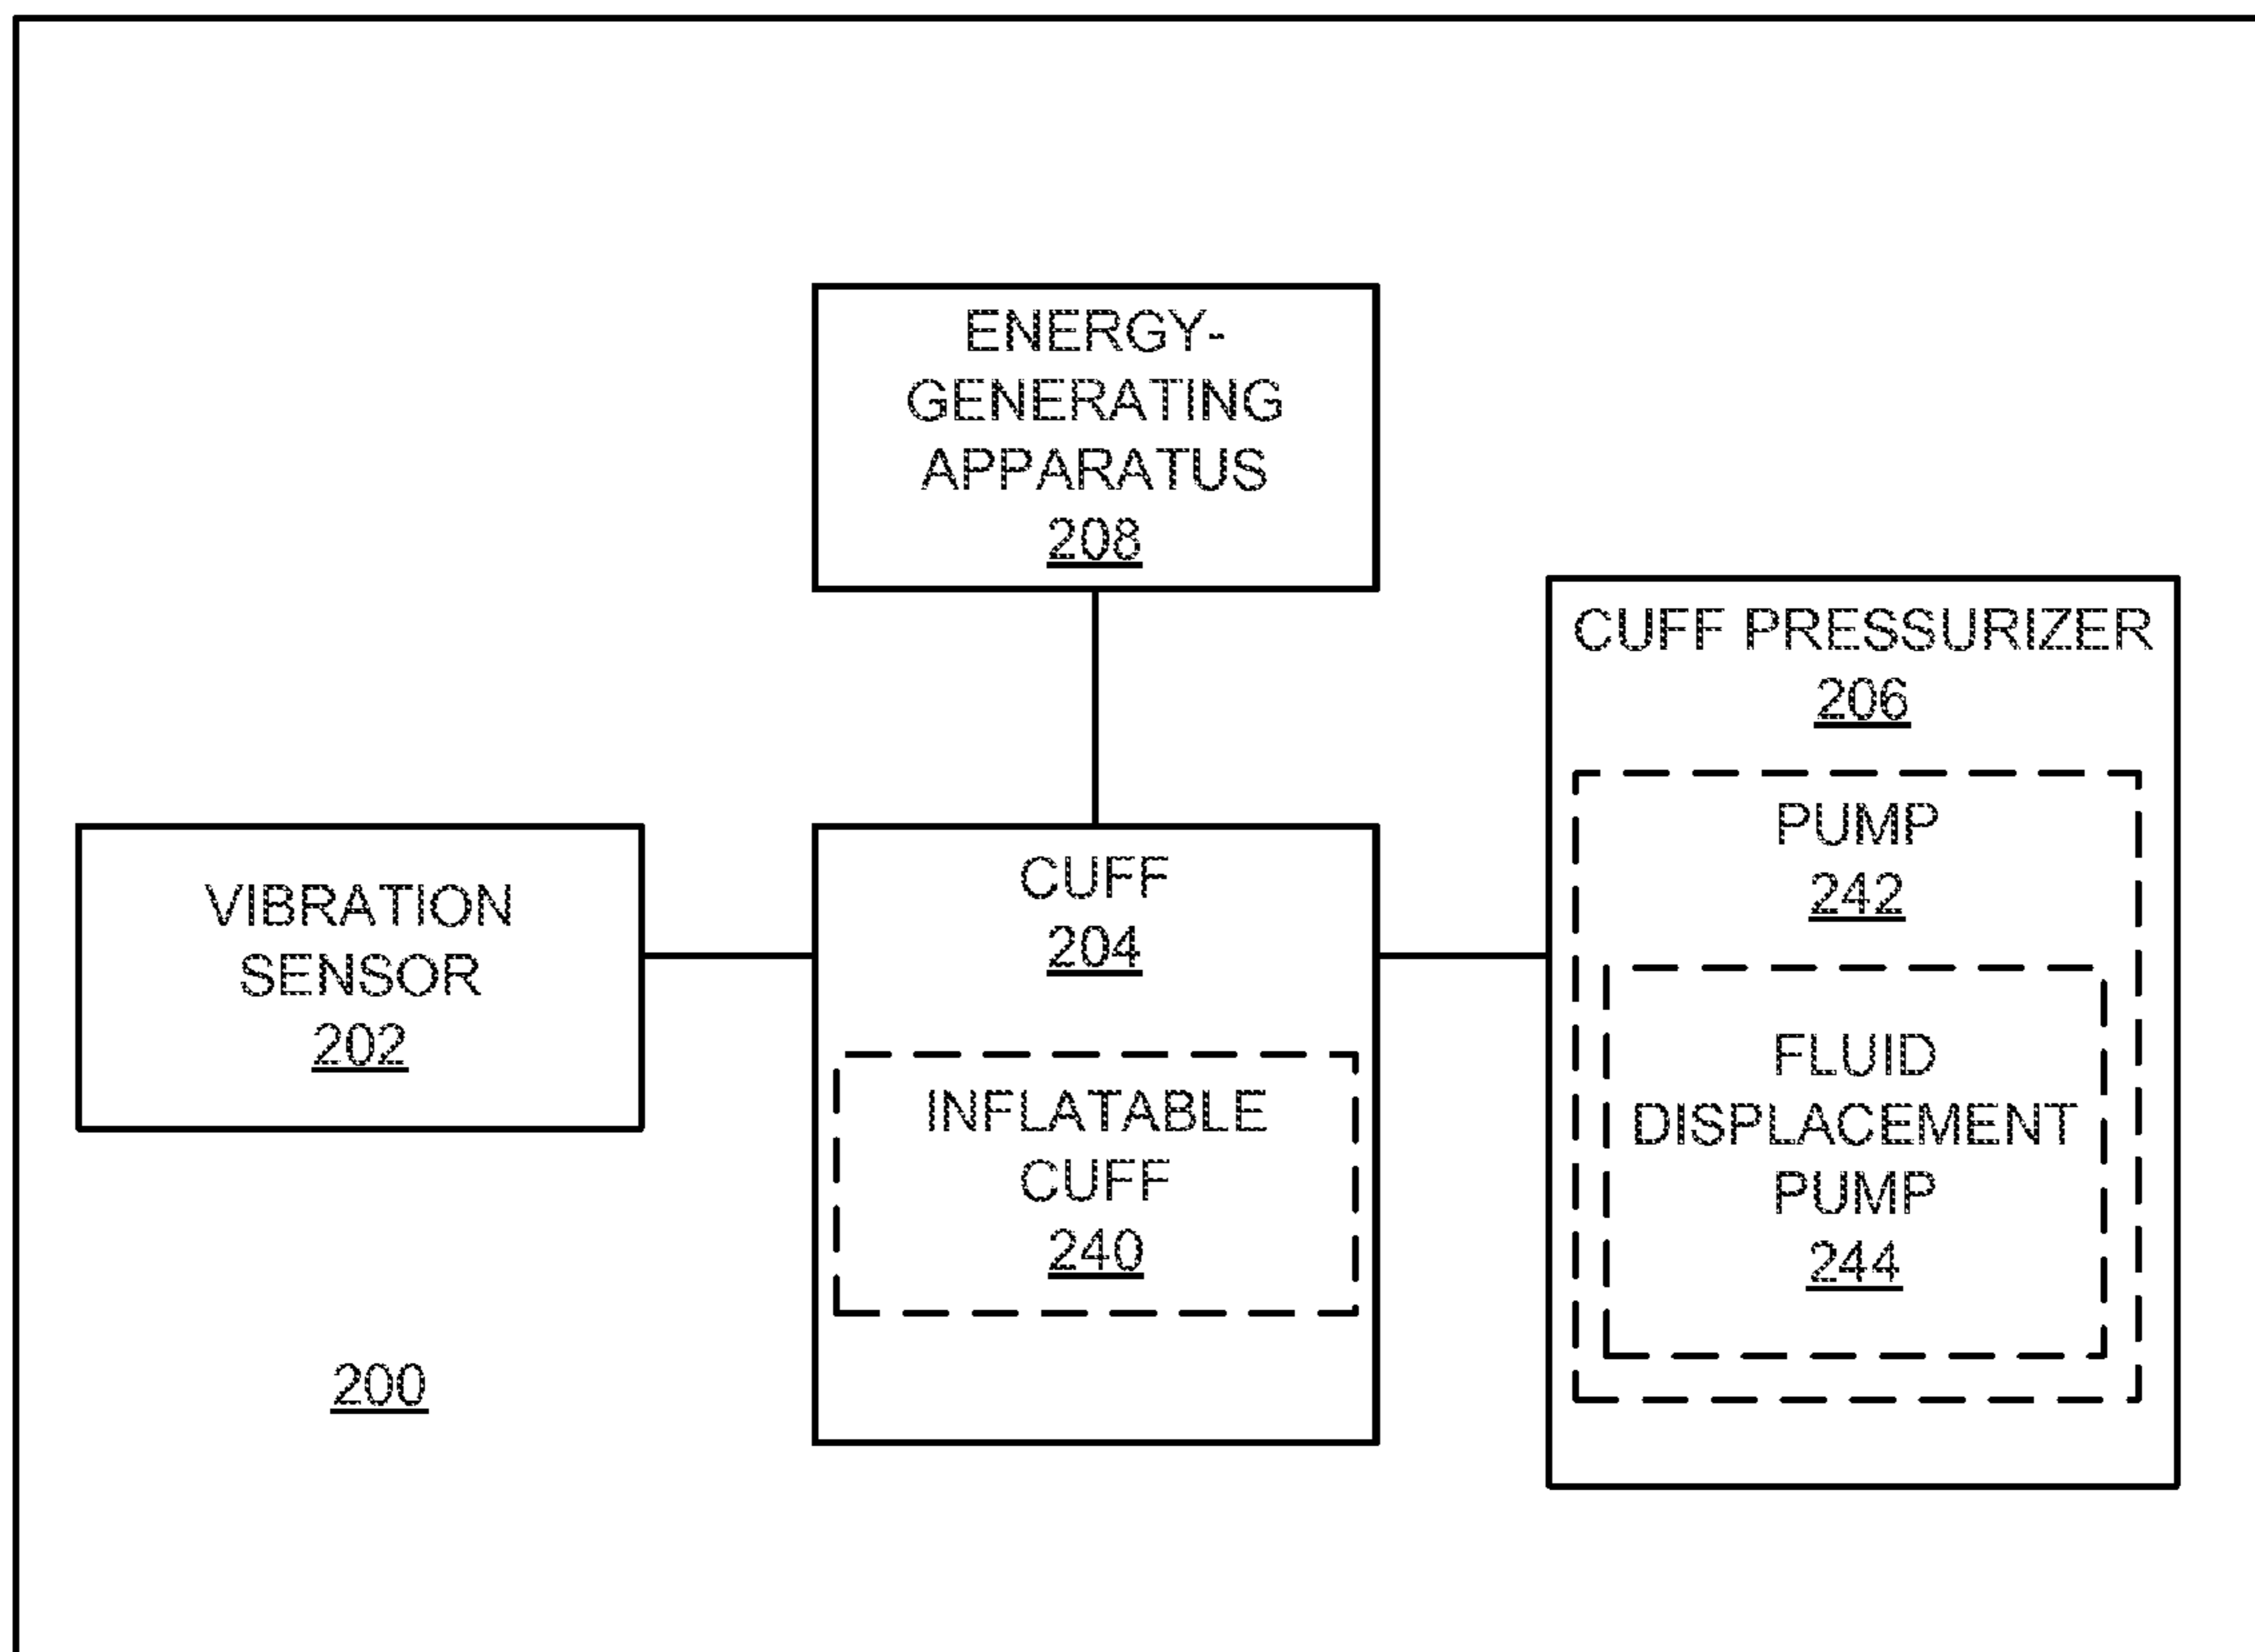 ENERGY-
GENERATING
APPARATUS
208
CUFF PRESSURIZER
206
PUMP
242
FLUID
DISPLACEMENT
PUMP
244
VIBRATION
SENSOR
202
CUFF
204
INFLATABLE
CUFF
240
200